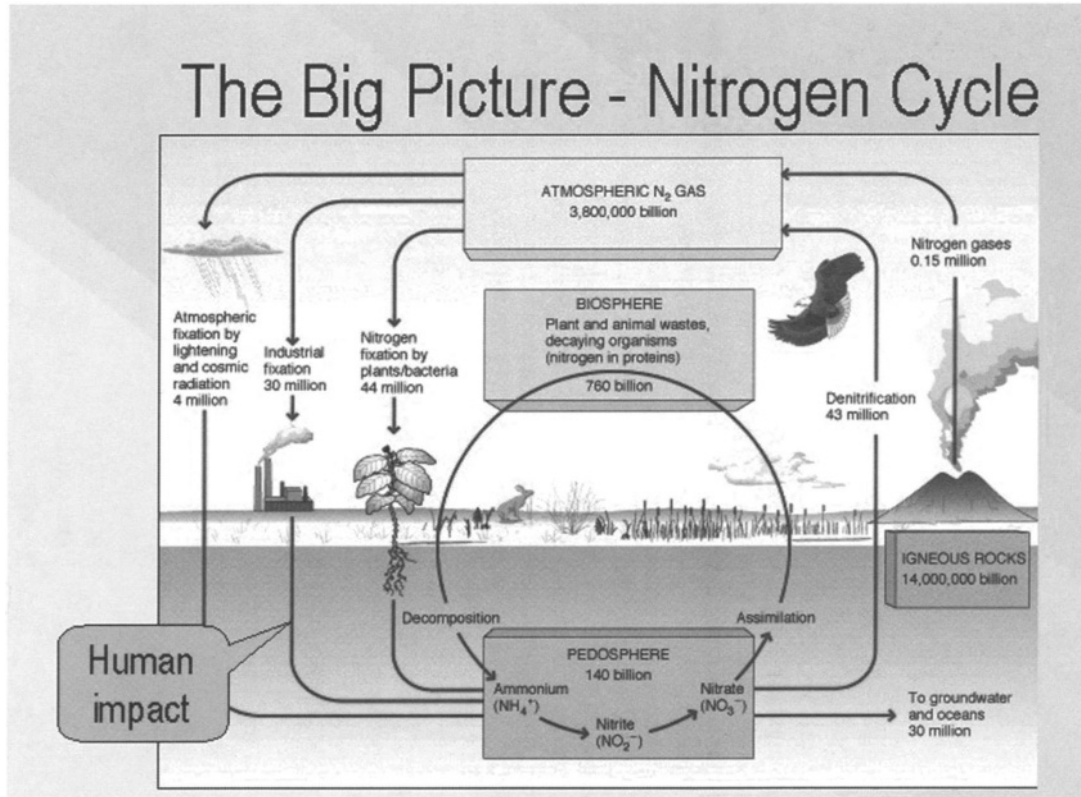 The Big Picture - Nitrogen Cycle
ATMOSPHERIC N₂ GAS
3,800,000 billion
Nitrogen gases
0.15 million
BIOSPHERE
Plant and animal wastes,
decaying organisms
(nitrogen in proteins)
760 billion
Atmospheric
fixation by
lightening
and cosmic
radiation
4 million
Industrial
fixation
30 million
Nitrogen
fixation by
plants/bacteria
44 million
Denitrification
43 million
IGNEOUS ROCKS
14,000,000 billion
Decomposition
Assimilation
Human
impact
PEDOSPHERE
140 billion
Ammonium
(NH₄⁺)
Nitrite
(NO₂⁻)
Nitrate
(NO₃⁻)
To groundwater
and oceans
30 million